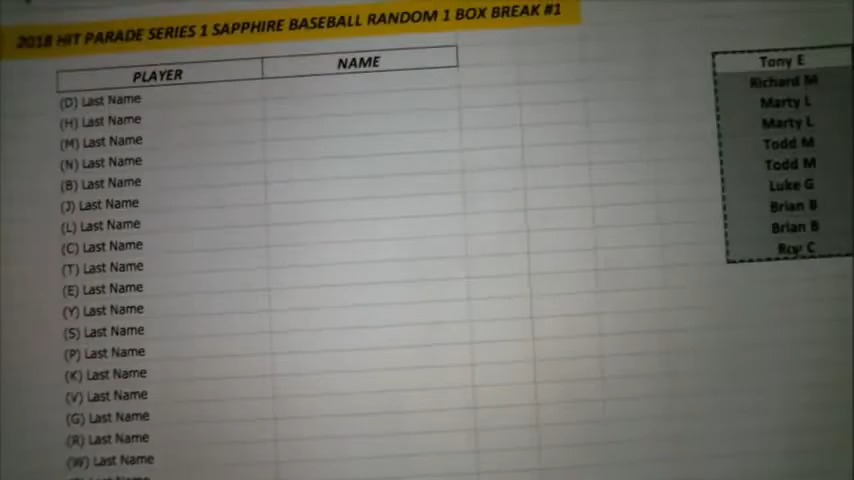 2018 HIT PARADE SERIES 1 SAPPHIRE BASEBALL RANDOM 1 BOX BREAK #1
PLAYER NAME
(D) Last Name
(H) Last Name
(M) Last Name
(N) Last Name
(B) Last Name
(J) Last Name
(L) Last Name
(C) Last Name
(T) Last Name
(E) Last Name
(Y) Last Name
(S) Last Name
(P) Last Name
(K) Last Name
(V) Last Name
(G) Last Name
(R) Last Name
(W) Last Name
Tony E
Richard M
Marty L
Marty L
Todd M
Todd M
Luke G
Brian B
Brian B
C